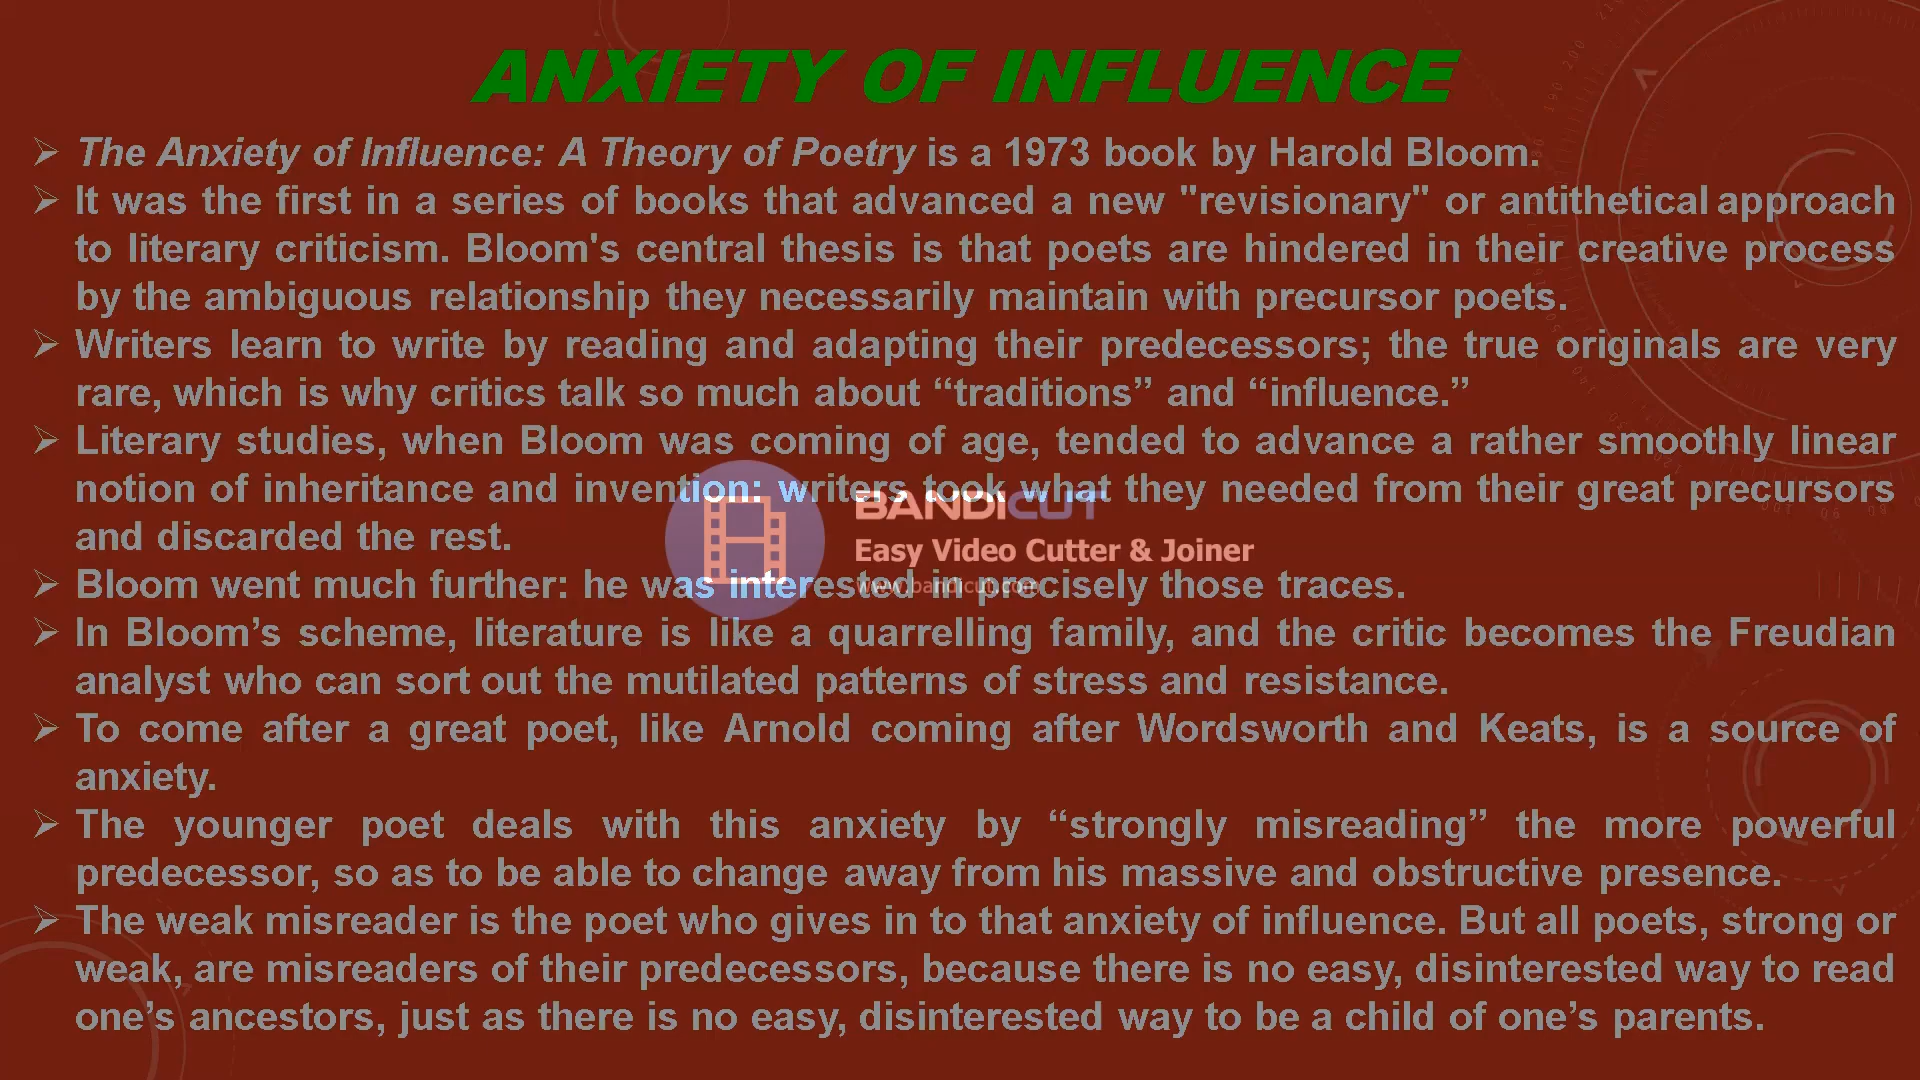 ANXIETY OF INFLUENCE
➢ The Anxiety of Influence: A Theory of Poetry is a 1973 book by Harold Bloom.
➢ It was the first in a series of books that advanced a new "revisionary" or antithetical approach
to literary criticism. Bloom's central thesis is that poets are hindered in their creative process
by the ambiguous relationship they necessarily maintain with precursor poets.
➢ Writers learn to write by reading and adapting their predecessors; the true originals are very
rare, which is why critics talk so much about “traditions” and “influence.”
➢ Literary studies, when Bloom was coming of age, tended to advance a rather smoothly linear
notion of inheritance and invention: writers took what they needed from their great precursors
and discarded the rest.
➢ Bloom went much further: he was interested in precisely those traces.
➢ In Bloom’s scheme, literature is like a quarrelling family, and the critic becomes the Freudian
analyst who can sort out the mutilated patterns of stress and resistance.
➢ To come after a great poet, like Arnold coming after Wordsworth and Keats, is a source of
anxiety.
➢ The younger poet deals with this anxiety by “strongly misreading” the more powerful
predecessor, so as to be able to change away from his massive and obstructive presence.
➢ The weak misreader is the poet who gives in to that anxiety of influence. But all poets, strong or
weak, are misreaders of their predecessors, because there is no easy, disinterested way to read
one’s ancestors, just as there is no easy, disinterested way to be a child of one’s parents.
BANDICUT
Easy Video Cutter & Joiner
www.bandicut.com